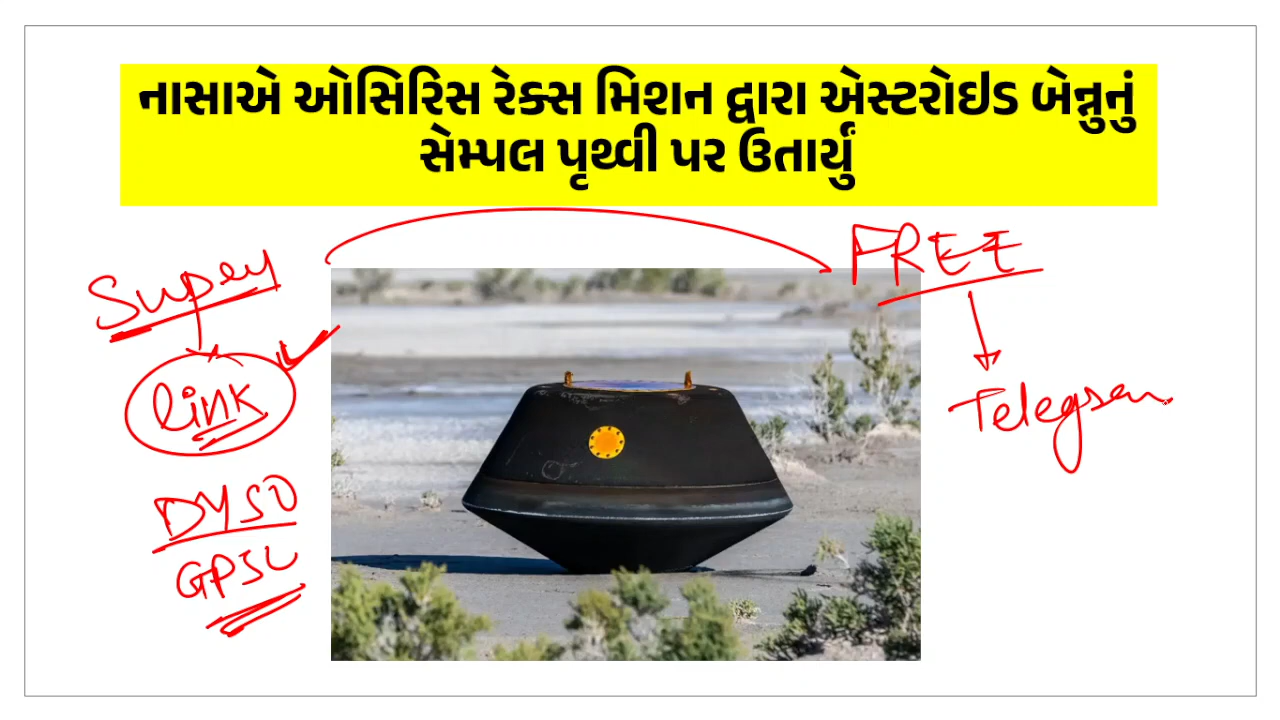 નાસાએ ઓસિરિસ રેક્સ મિશન દ્વારા એસ્ટરોઇડ બેન્નુનું
સેમ્પલ પૃથ્વી પર ઉતાર્યું
FREE
Super
link
Telegram
DYSO
GPSC